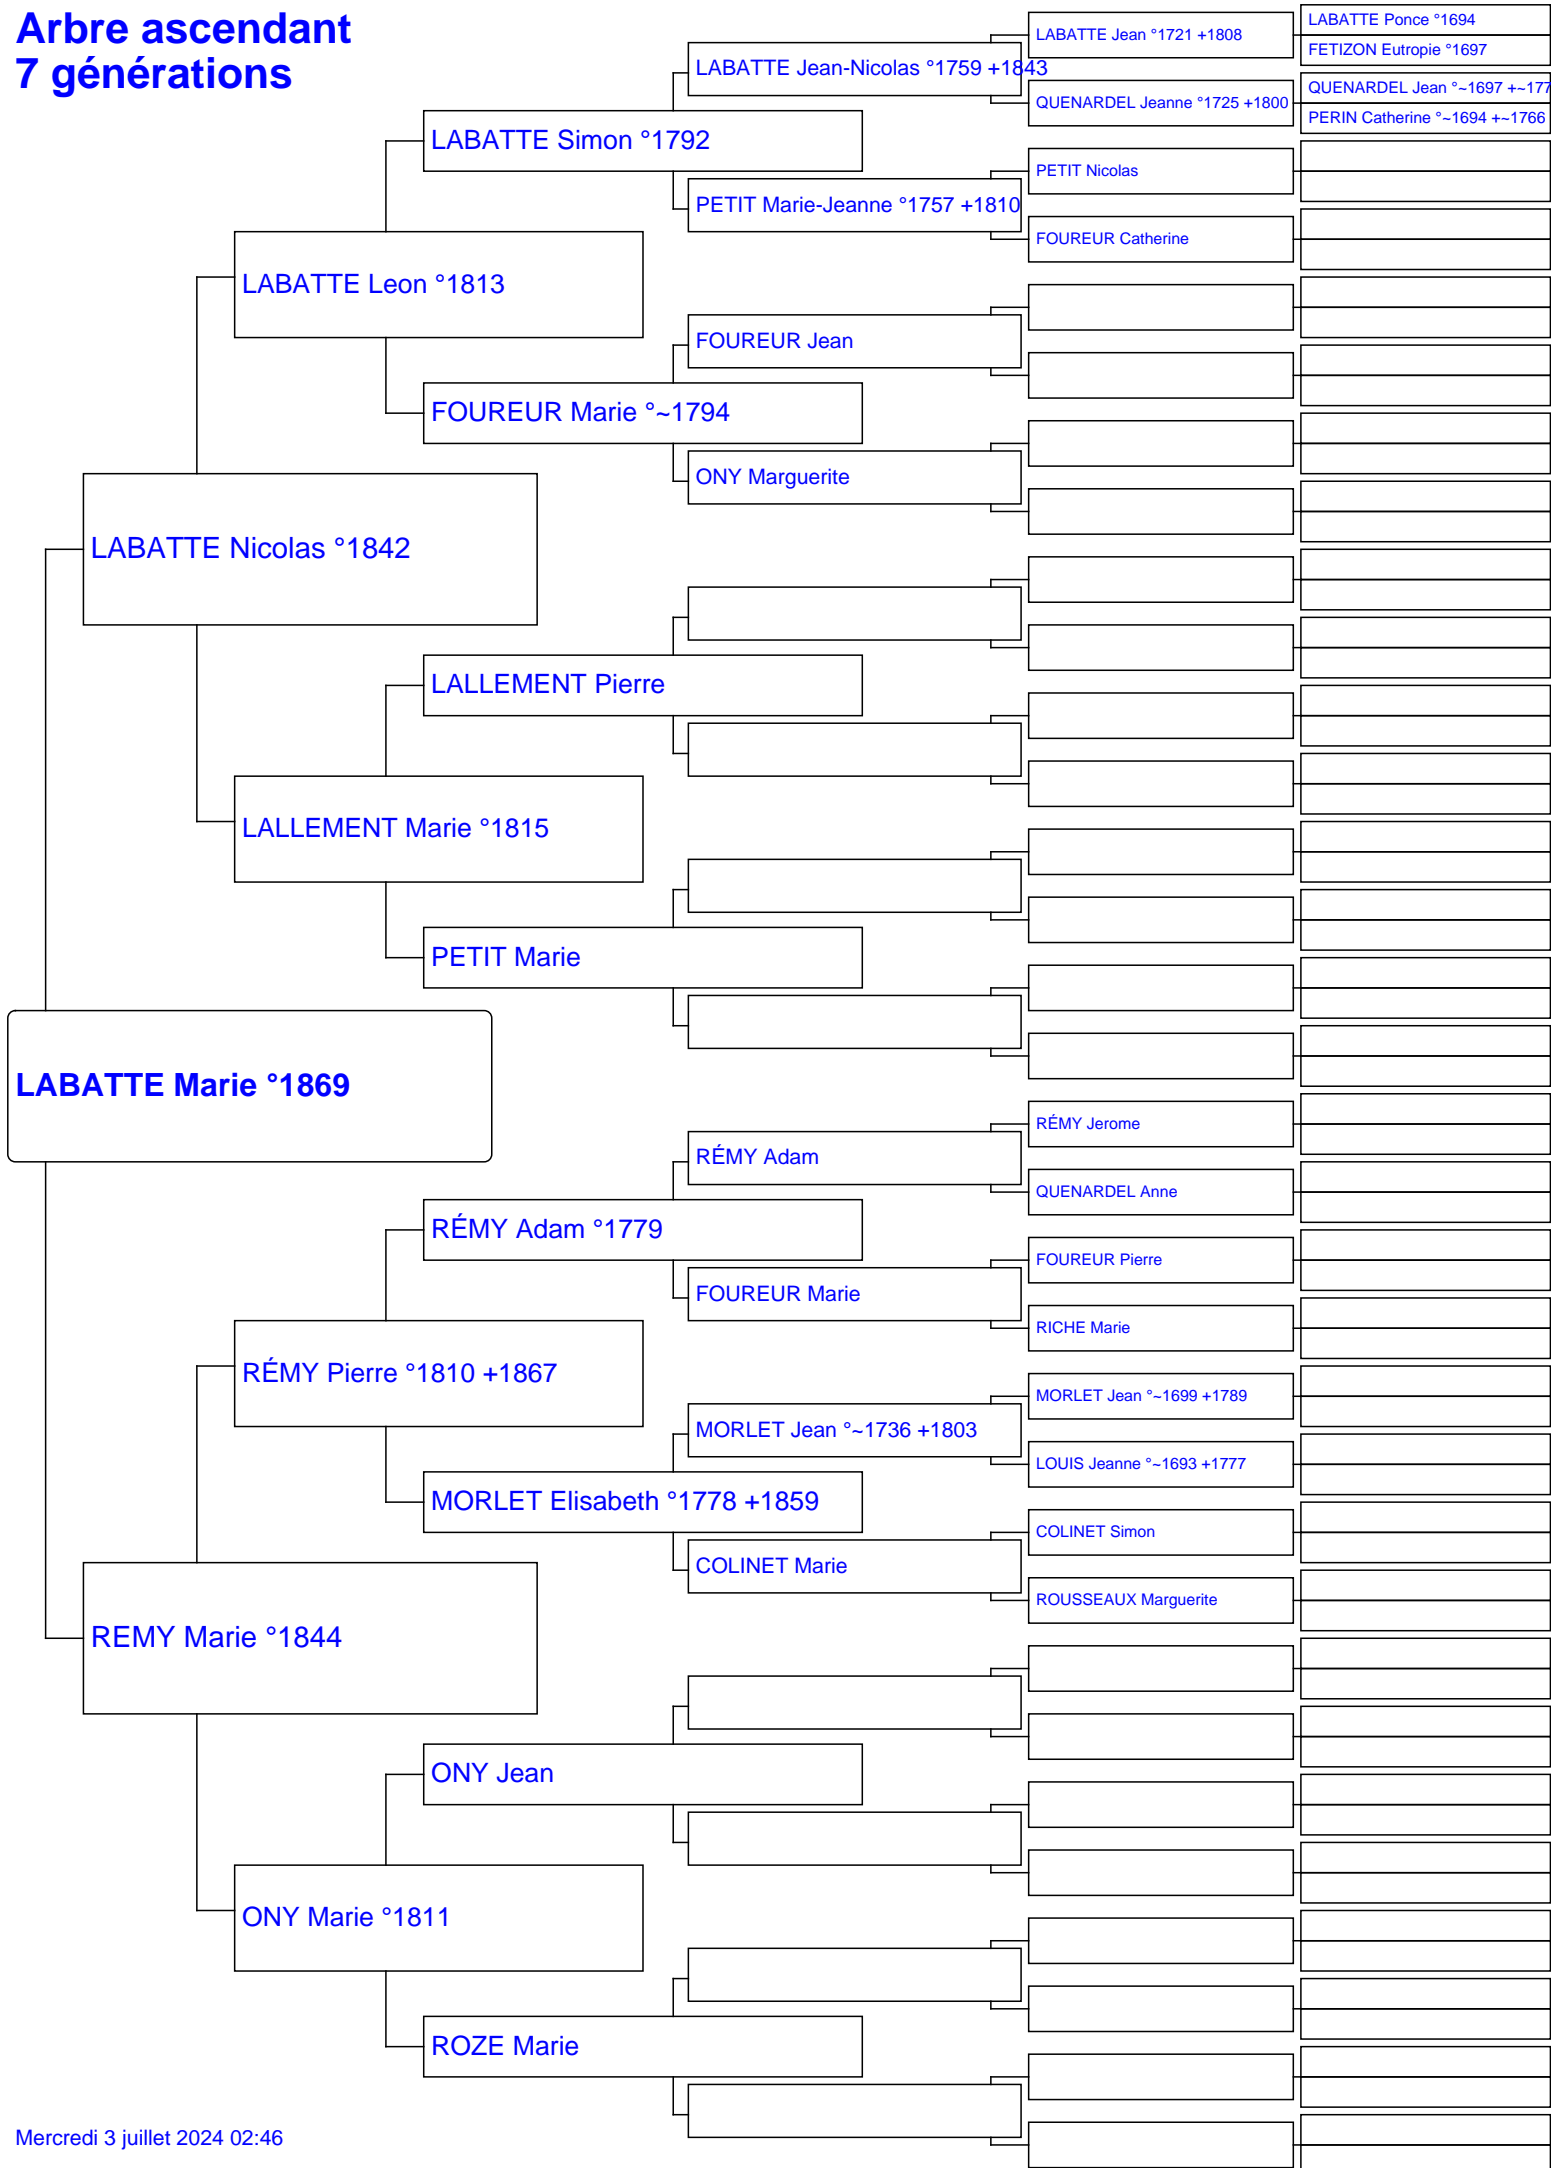 Arbre ascendant
7 générations
LABATTE Ponce °1694
LABATTE Jean °1721 +1808
FETIZON Eutropie °1697
LABATTE Jean-Nicolas °1759 +1843
QUENARDEL Jean °~1697 +~177
QUENARDEL Jeanne °1725 +1800
PERIN Catherine °~1694 +~1766
LABATTE Simon °1792
PETIT Nicolas
PETIT Marie-Jeanne °1757 +1810
FOUREUR Catherine
LABATTE Leon °1813
FOUREUR Jean
FOUREUR Marie °~1794
ONY Marguerite
LABATTE Nicolas °1842
LALLEMENT Pierre
LALLEMENT Marie °1815
PETIT Marie
LABATTE Marie °1869
RÉMY Jerome
RÉMY Adam
QUENARDEL Anne
RÉMY Adam °1779
FOUREUR Pierre
FOUREUR Marie
RICHE Marie
RÉMY Pierre °1810 +1867
MORLET Jean °~1699 +1789
MORLET Jean °~1736 +1803
LOUIS Jeanne °~1693 +1777
MORLET Elisabeth °1778 +1859
COLINET Simon
COLINET Marie
ROUSSEAUX Marguerite
REMY Marie °1844
ONY Jean
ONY Marie °1811
ROZE Marie
Mercredi 3 juillet 2024 02:46